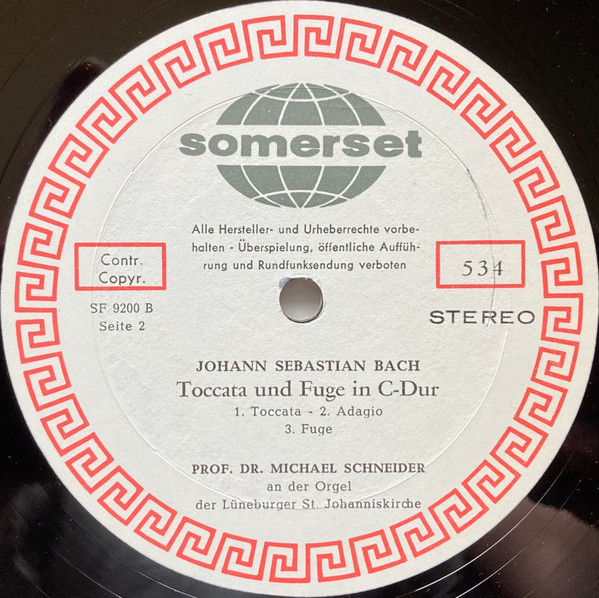 somerset
Alle Hersteller- und Urheberrechte vorbe-
halten - Überspielung, öffentliche Auffüh-
rung und Rundfunksendung verboten
Contr.
Copyr.
534
SF 9200 B
Seite 2
STEREO
JOHANN SEBASTIAN BACH
Toccata und Fuge in C-Dur
1. Toccata - 2. Adagio
3. Fuge
PROF. DR. MICHAEL SCHNEIDER
an der Orgel
der Lüneburger St. Johanniskirche